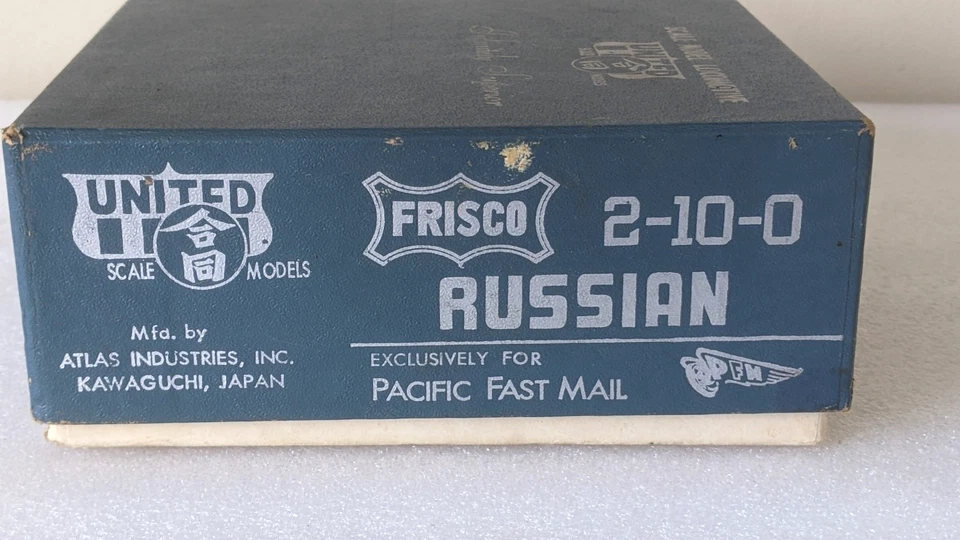 UNITED
合同
SCALE MODELS
Mfd. by
ATLAS INDUSTRIES, INC.
KAWAGUCHI, JAPAN
FRISCO
2-10-0
RUSSIAN
EXCLUSIVELY FOR
PACIFIC FAST MAIL
PFM